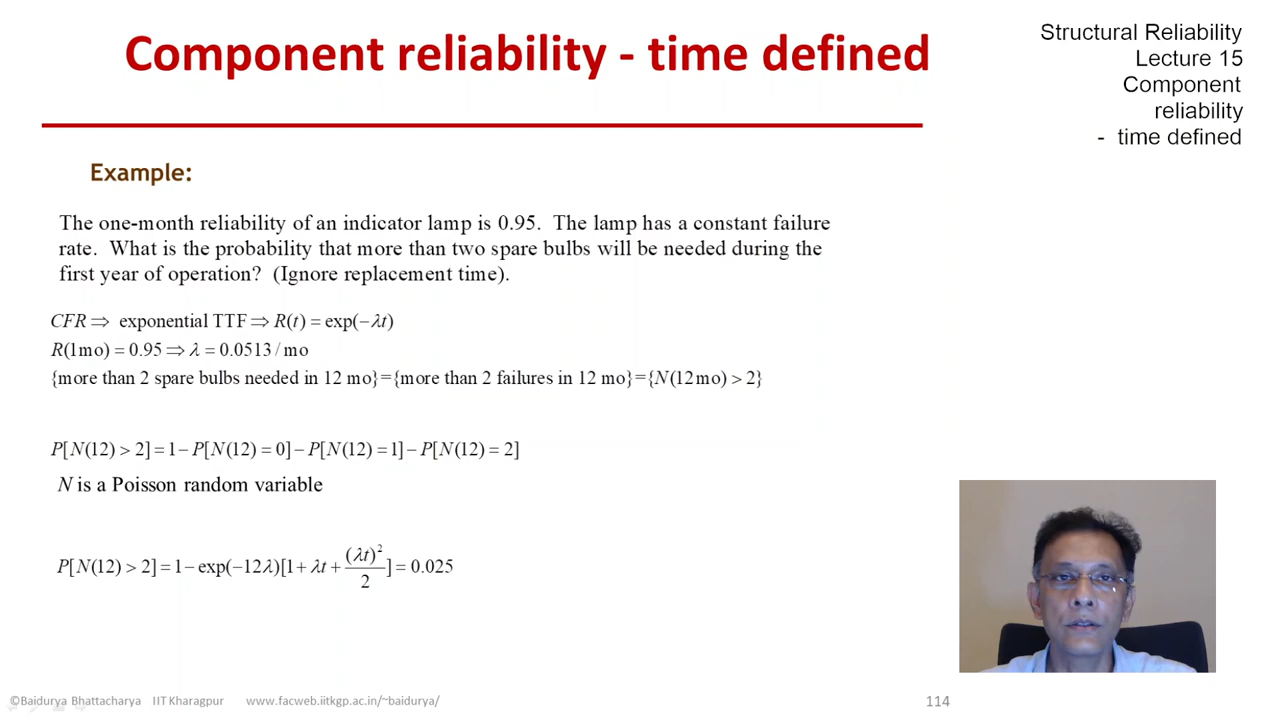 Component reliability - time defined
Structural Reliability
Lecture 15
Component
reliability
- time defined
Example:
The one-month reliability of an indicator lamp is 0.95. The lamp has a constant failure
rate. What is the probability that more than two spare bulbs will be needed during the
first year of operation? (Ignore replacement time).
CFR ⇒ exponential TTF ⇒ R(t) = exp(−λt)
R(1mo) = 0.95 ⇒ λ = 0.0513 / mo
{more than 2 spare bulbs needed in 12 mo}={more than 2 failures in 12 mo}={N(12mo) > 2}
P[N(12) > 2] = 1 − P[N(12) = 0] − P[N(12) = 1] − P[N(12) = 2]
N is a Poisson random variable
P[N(12) > 2] = 1 − exp(−12λ)[1 + λt + (λt)²/2] = 0.025
©Baidurya Bhattacharya IIT Kharagpur www.facweb.iitkgp.ac.in/~baidurya/
114